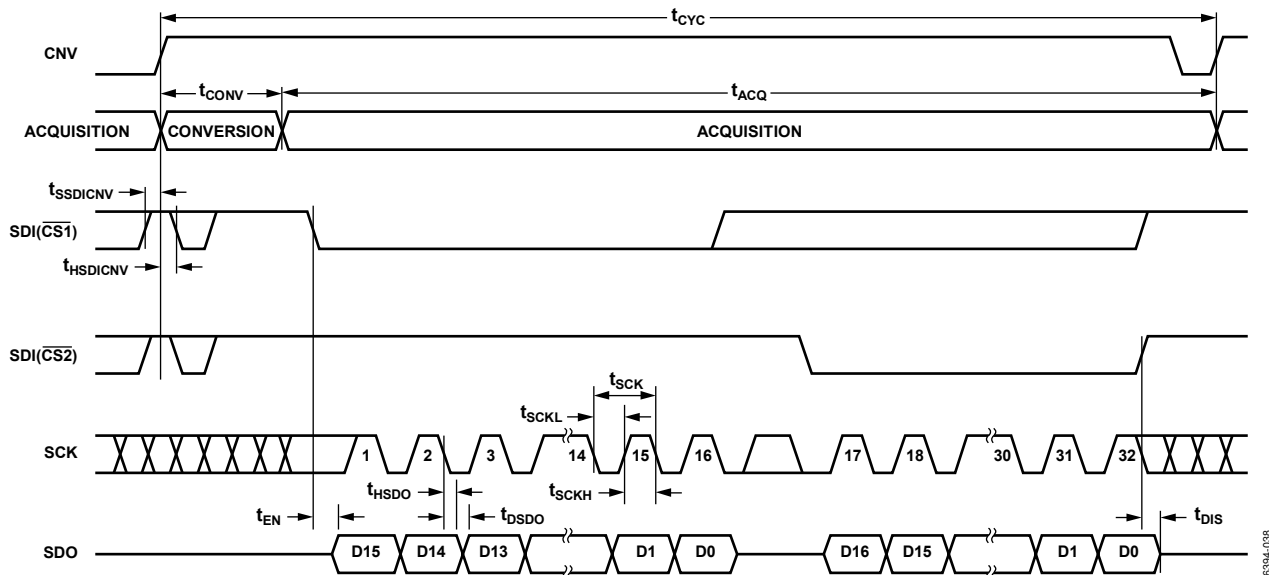 tCYC
CNV
tCONV
tACQ
ACQUISITION CONVERSION ACQUISITION
tSSDICNV
SDI(CS1)
tHSDICNV
SDI(CS2)
tSCK
tSCKL
SCK 1 2 3 14 15 16 17 18 30 31 32
tHSDO tSCKH
tEN tDSDO tDIS
SDO D15 D14 D13 D1 D0 D16 D15 D1 D0
6394-038